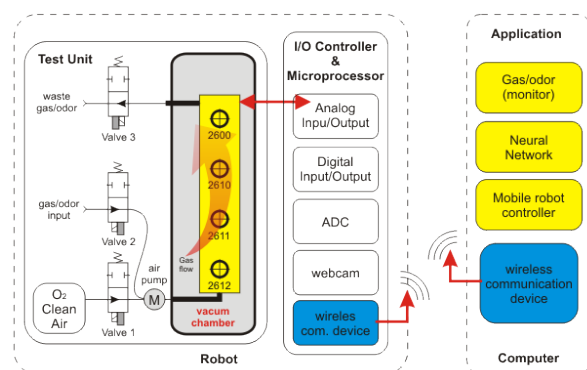 Test Unit
waste
gas/odor
Valve 3
gas/odor
input
Valve 2
O2
Clean
Air
Valve 1
air
pump
M
Gas
flow
2600
2610
2611
2612
vacum
chamber
Robot
I/O Controller
&
Microprocessor
Analog
Inpu/Output
Digital
Input/Output
ADC
webcam
wireles
com. device
Application
Gas/odor
(monitor)
Neural
Network
Mobile robot
controller
wireless
communication
device
Computer